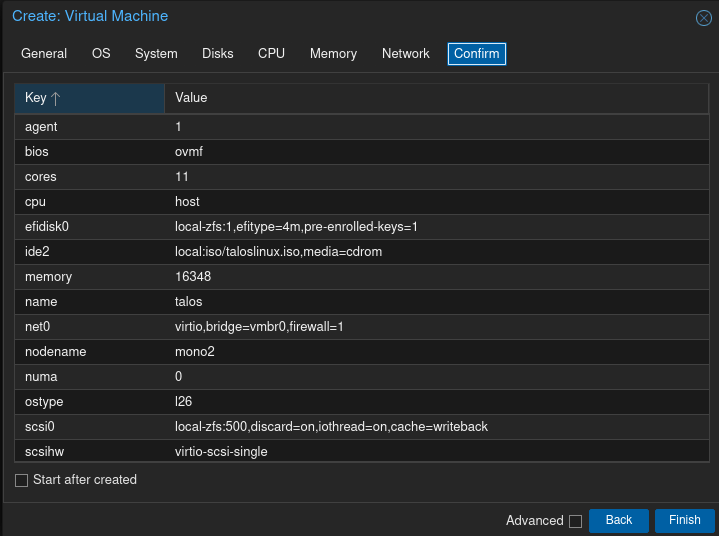 Create: Virtual Machine
General OS System Disks CPU Memory Network Confirm
Key Value
agent 1
bios ovmf
cores 11
cpu host
efidisk0 local-zfs:1,efitype=4m,pre-enrolled-keys=1
ide2 local:iso/taloslinux.iso,media=cdrom
memory 16348
name talos
net0 virtio,bridge=vmbr0,firewall=1
nodename mono2
numa 0
ostype l26
scsi0 local-zfs:500,discard=on,iothread=on,cache=writeback
scsihw virtio-scsi-single
Start after created
Advanced Back Finish